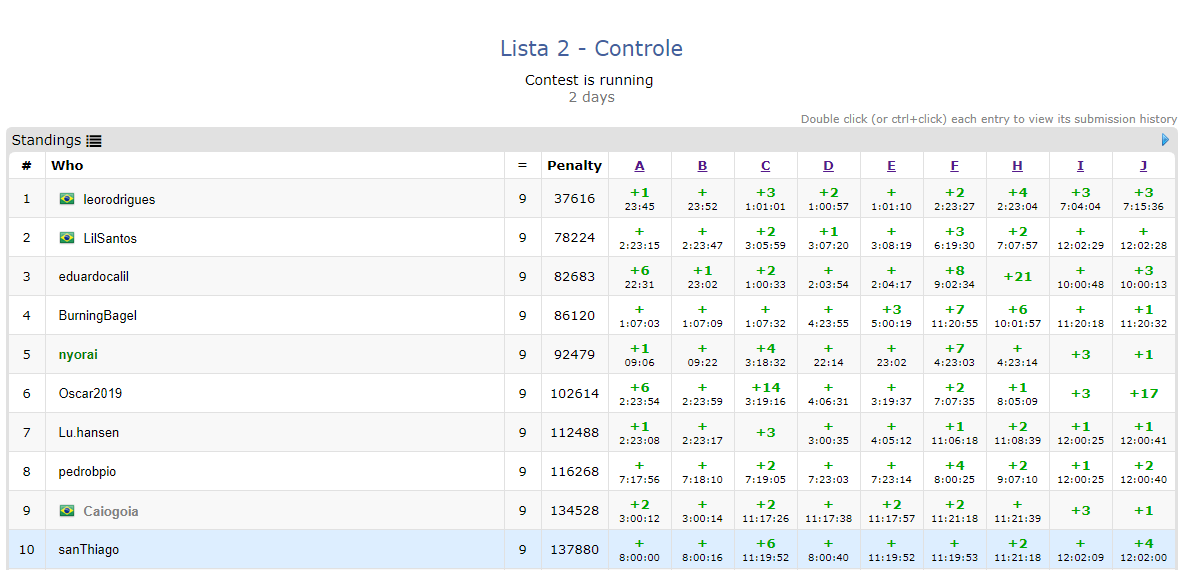 Lista 2 - Controle
Contest is running
2 days
Double click (or ctrl+click) each entry to view its submission history
Standings
# Who = Penalty A B C D E F H I J
1 leorodrigues 9 37616 +1 + +3 +2 + +2 +4 +3 +3
23:45 23:52 1:01:01 1:00:57 1:01:10 2:23:27 2:23:04 7:04:04 7:15:36
2 LilSantos 9 78224 + + +2 +1 + +3 +2 + +
2:23:15 2:23:47 3:05:59 3:07:20 3:08:19 6:19:30 7:07:57 12:02:29 12:02:28
3 eduardocalil 9 82683 +6 +1 +2 + + +8 +21 + +3
22:31 23:02 1:00:33 2:03:54 2:04:17 9:02:34 10:00:48 10:00:13
4 BurningBagel 9 86120 + + + + +3 +7 +6 + +1
1:07:03 1:07:09 1:07:32 4:23:55 5:00:19 11:20:55 10:01:57 11:20:18 11:20:32
5 nyorai 9 92479 +1 + +4 + + +7 + +3 +1
09:06 09:22 3:18:32 22:14 23:02 4:23:03 4:23:14
6 Oscar2019 9 102614 +6 + +14 + + +2 +1 +3 +17
2:23:54 2:23:59 3:19:16 4:06:31 3:19:37 7:07:35 8:05:09
7 Lu.hansen 9 112488 +1 + +3 + + +1 +2 +1 +1
2:23:08 2:23:17 3:00:35 4:05:12 11:06:18 11:08:39 12:00:25 12:00:41
8 pedrobpio 9 116268 + + +2 + + +4 +2 +1 +2
7:17:56 7:18:10 7:19:05 7:23:03 7:23:14 8:00:25 9:07:10 12:00:25 12:00:40
9 Caiogoia 9 134528 +2 + +2 + +2 +2 + +3 +1
3:00:12 3:00:14 11:17:26 11:17:38 11:17:57 11:21:18 11:21:39
10 sanThiago 9 137880 + + +6 + + + +2 + +4
8:00:00 8:00:16 11:19:52 8:00:40 11:19:52 11:19:53 11:21:18 12:02:09 12:02:00